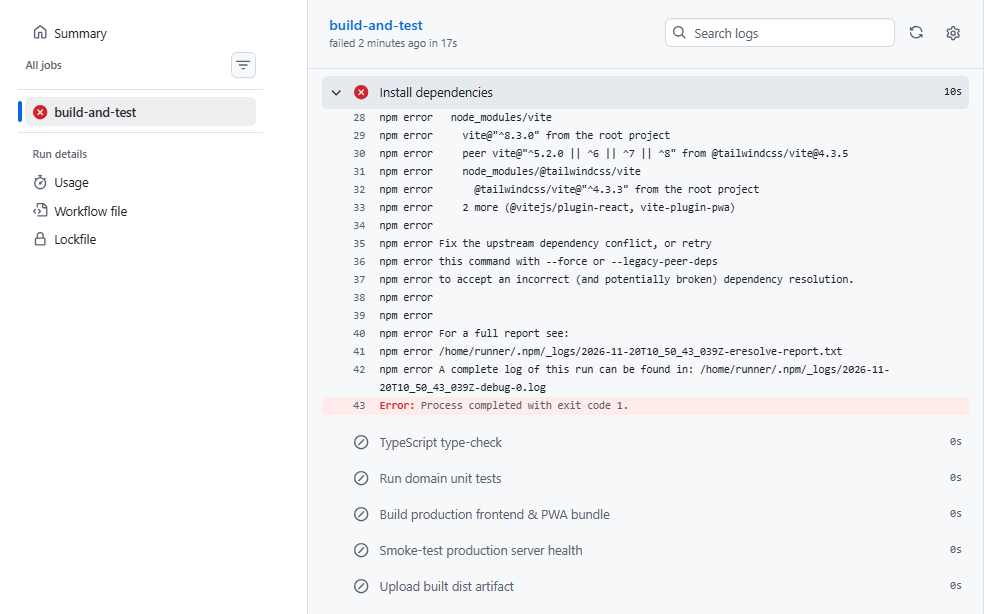 Summary
All jobs
build-and-test
Run details
Usage
Workflow file
Lockfile
build-and-test
failed 2 minutes ago in 17s
Search logs
Install dependencies 10s
28 npm error   node_modules/vite
29 npm error     vite@"^8.3.0" from the root project
30 npm error     peer vite@"^5.2.0 || ^6 || ^7 || ^8" from @tailwindcss/vite@4.3.5
31 npm error     node_modules/@tailwindcss/vite
32 npm error       @tailwindcss/vite@"^4.3.3" from the root project
33 npm error     2 more (@vitejs/plugin-react, vite-plugin-pwa)
34 npm error
35 npm error Fix the upstream dependency conflict, or retry
36 npm error this command with --force or --legacy-peer-deps
37 npm error to accept an incorrect (and potentially broken) dependency resolution.
38 npm error
39 npm error
40 npm error For a full report see:
41 npm error /home/runner/.npm/_logs/2026-11-20T10_50_43_039Z-eresolve-report.txt
42 npm error A complete log of this run can be found in: /home/runner/.npm/_logs/2026-11-
20T10_50_43_039Z-debug-0.log
43 Error: Process completed with exit code 1.
TypeScript type-check 0s
Run domain unit tests 0s
Build production frontend & PWA bundle 0s
Smoke-test production server health 0s
Upload built dist artifact 0s